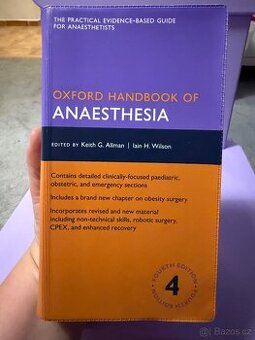 THE PRACTICAL EVIDENCE-BASED GUIDE
FOR ANAESTHETISTS
OXFORD HANDBOOK OF
ANAESTHESIA
EDITED BY Keith G. Allman | Iain H. Wilson
Contains detailed clinically-focused paediatric,
obstetric, and emergency sections
Includes a brand new chapter on obesity surgery
Incorporates revised and new material
including non-technical skills, robotic surgery,
CPEX, and enhanced recovery
FOURTH EDITION
4
FOURTH EDITION
Bazos.cz